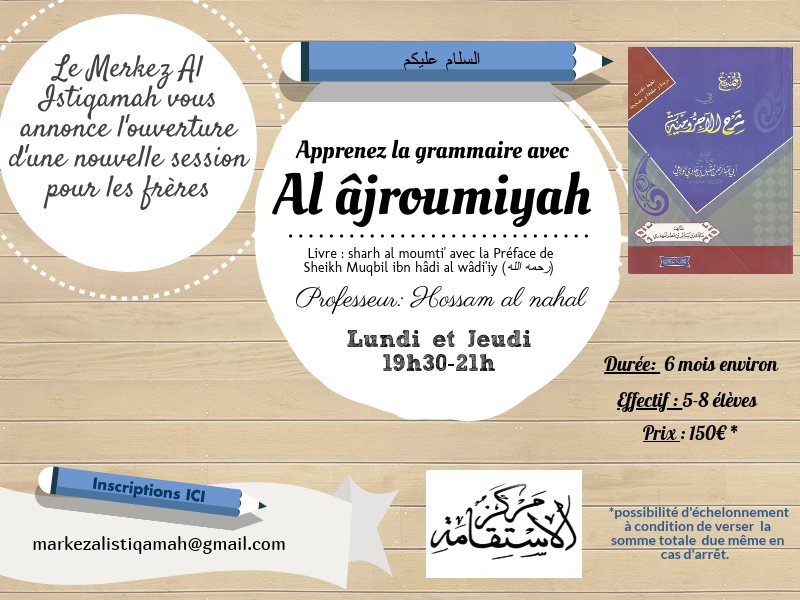 Le Merkez Al
Istiqamah vous
annonce l'ouverture
d'une nouvelle session
pour les frères
السلام عليكم
Apprenez la grammaire avec
Al âjroumiyah
Livre : sharh al moumti' avec la Préface de
Sheikh Muqbil ibn hâdi al wâdi'iy (رحمه الله)
Professeur: Hossam al nahal
Lundi et Jeudi
19h30-21h
الممتع
في
شرح الآجرومية
Durée: 6 mois environ
Effectif : 5-8 élèves
Prix : 150€ *
*possibilité d'échelonnement
à condition de verser la
somme totale due même en
cas d'arrêt.
Inscriptions ICI
markezalistiqamah@gmail.com
مركز
الاستقامة